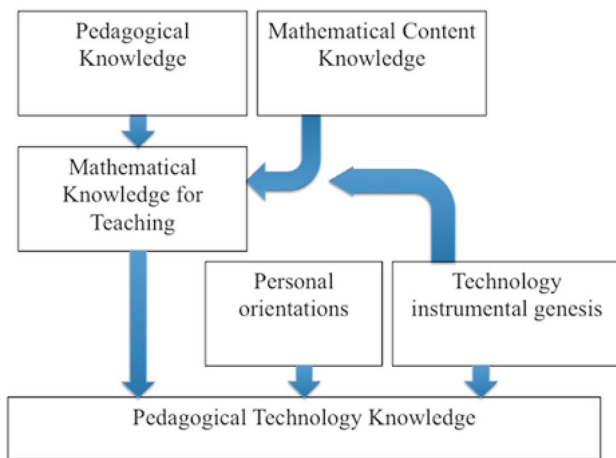 Pedagogical
Knowledge
Mathematical Content
Knowledge
Mathematical
Knowledge for
Teaching
Personal
orientations
Technology
instrumental genesis
Pedagogical Technology Knowledge